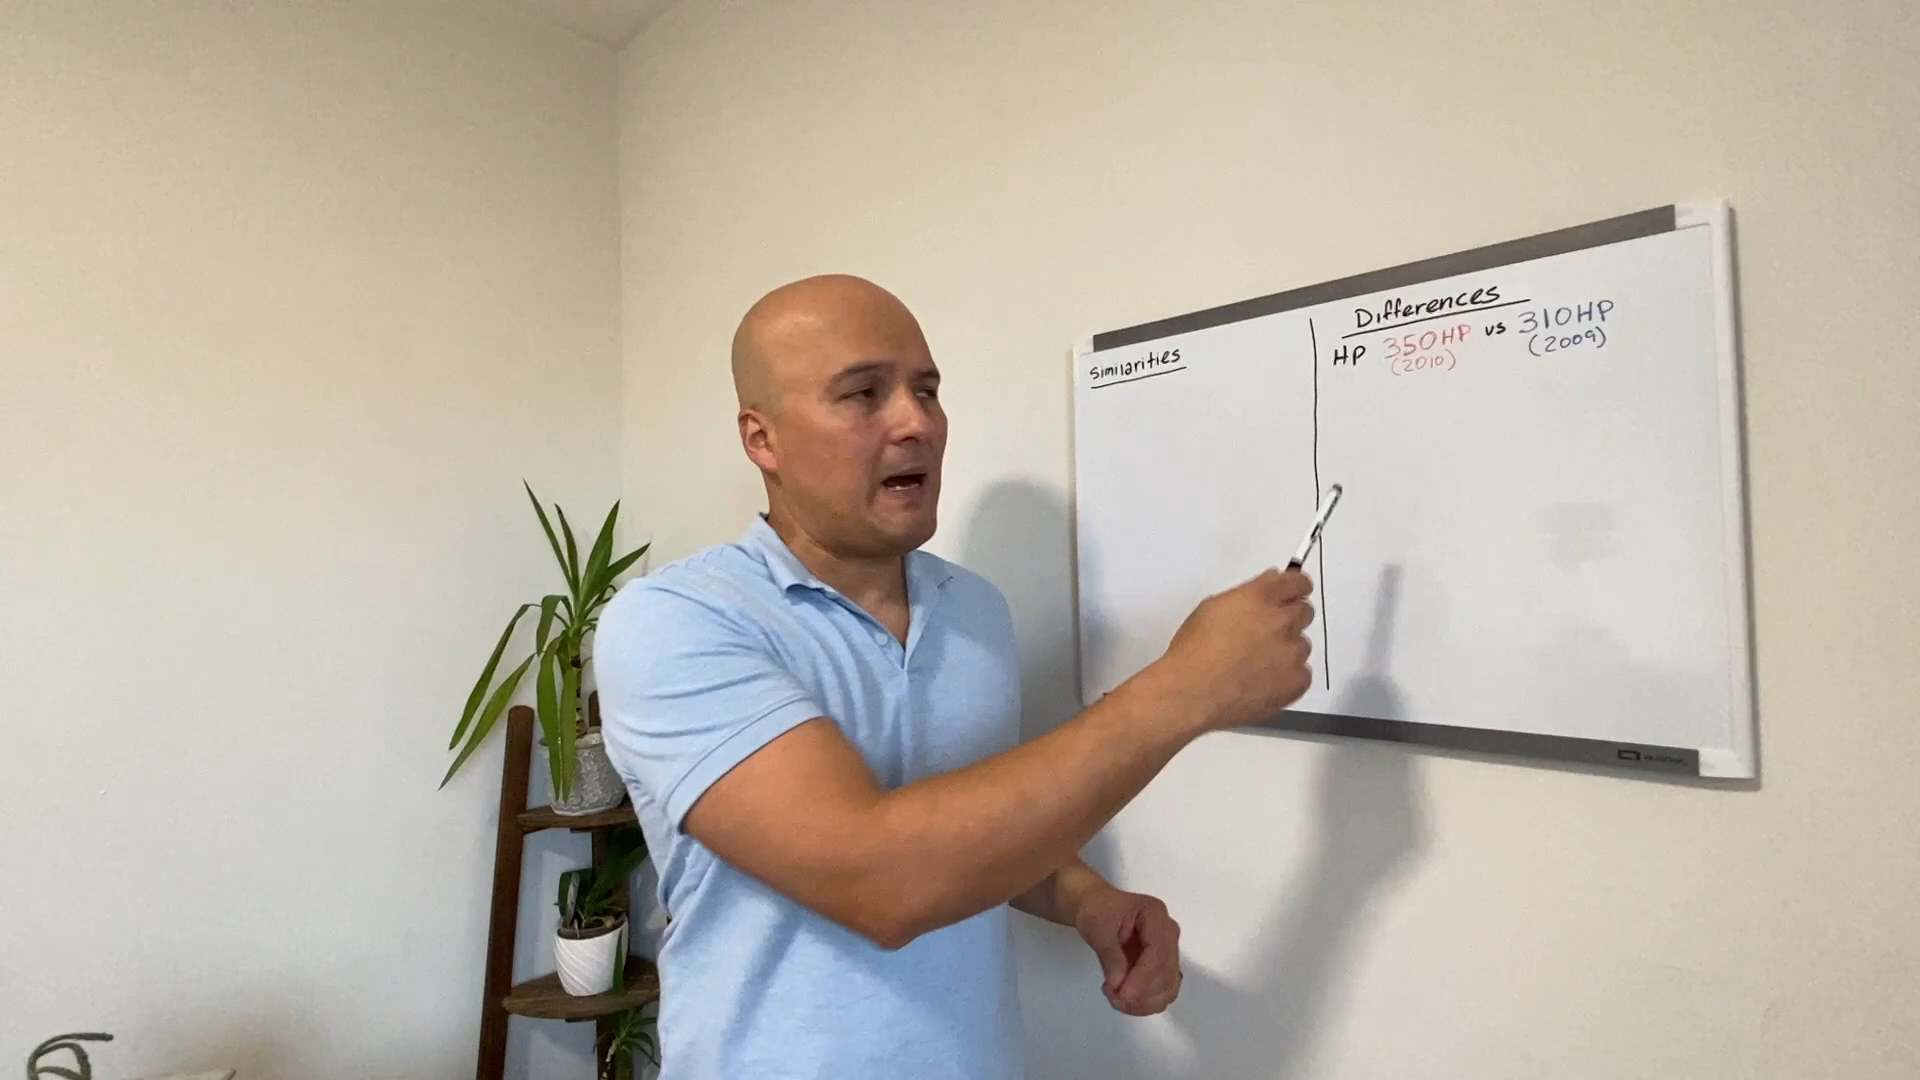 Similarities
Differences
HP 350HP vs 310HP
(2010) (2009)